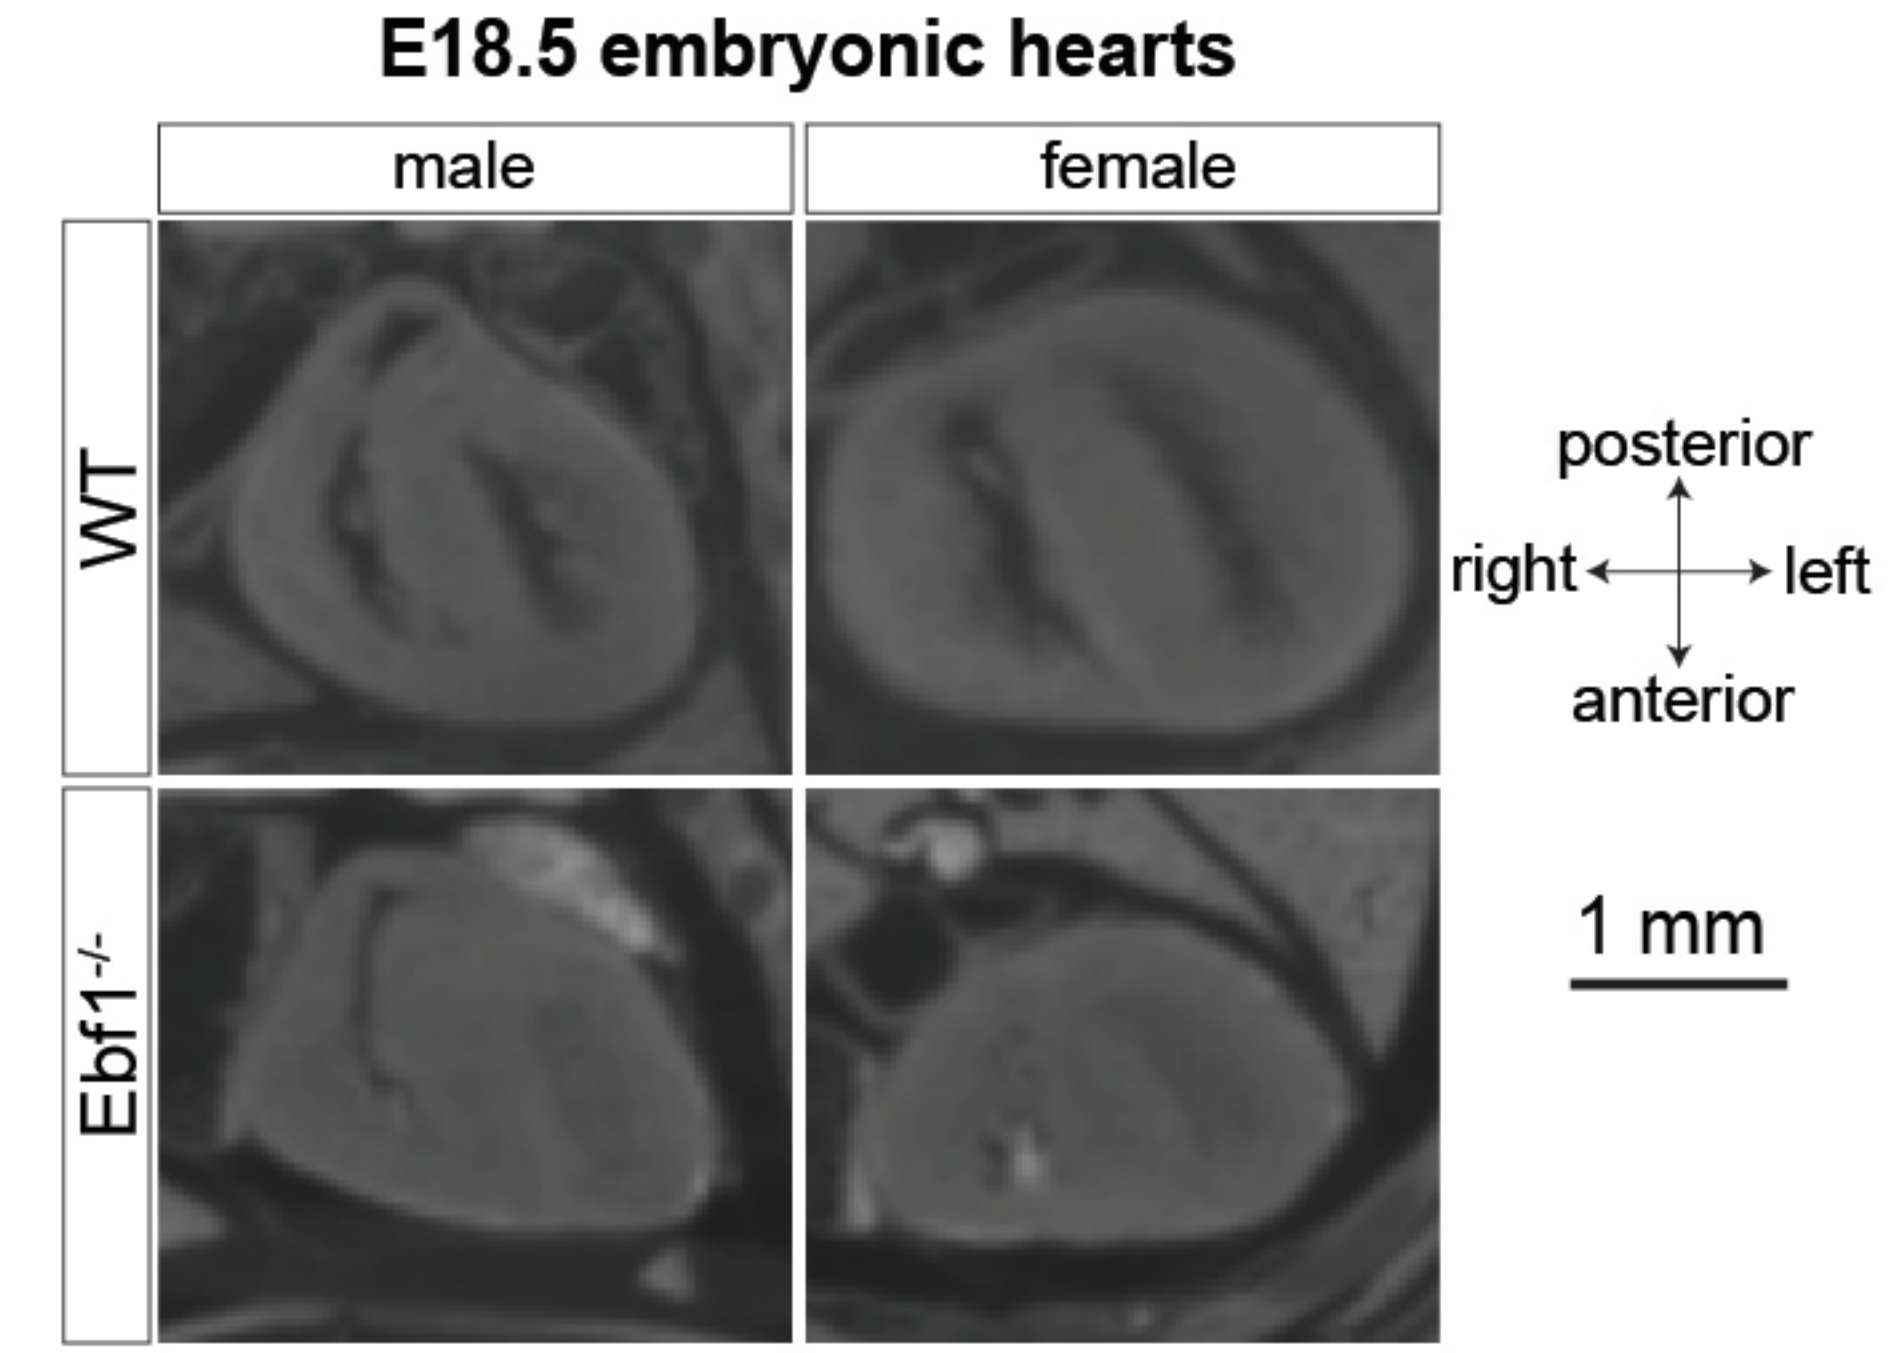 E18.5 embryonic hearts
male
female
WT
posterior
right
left
anterior
Ebf1-/-
1 mm